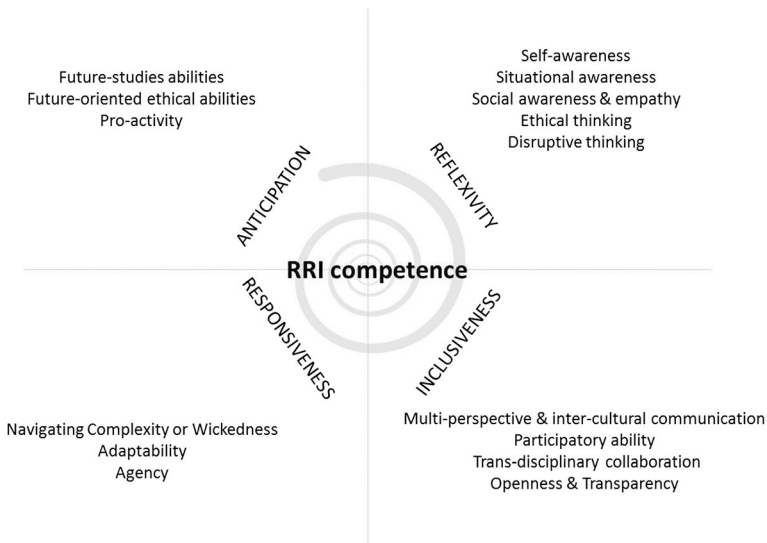 Future-studies abilities
Future-oriented ethical abilities
Pro-activity
ANTICIPATION
Self-awareness
Situational awareness
Social awareness & empathy
Ethical thinking
Disruptive thinking
REFLEXIVITY
RRI competence
RESPONSIVENESS
Navigating Complexity or Wickedness
Adaptability
Agency
INCLUSIVENESS
Multi-perspective & inter-cultural communication
Participatory ability
Trans-disciplinary collaboration
Openness & Transparency